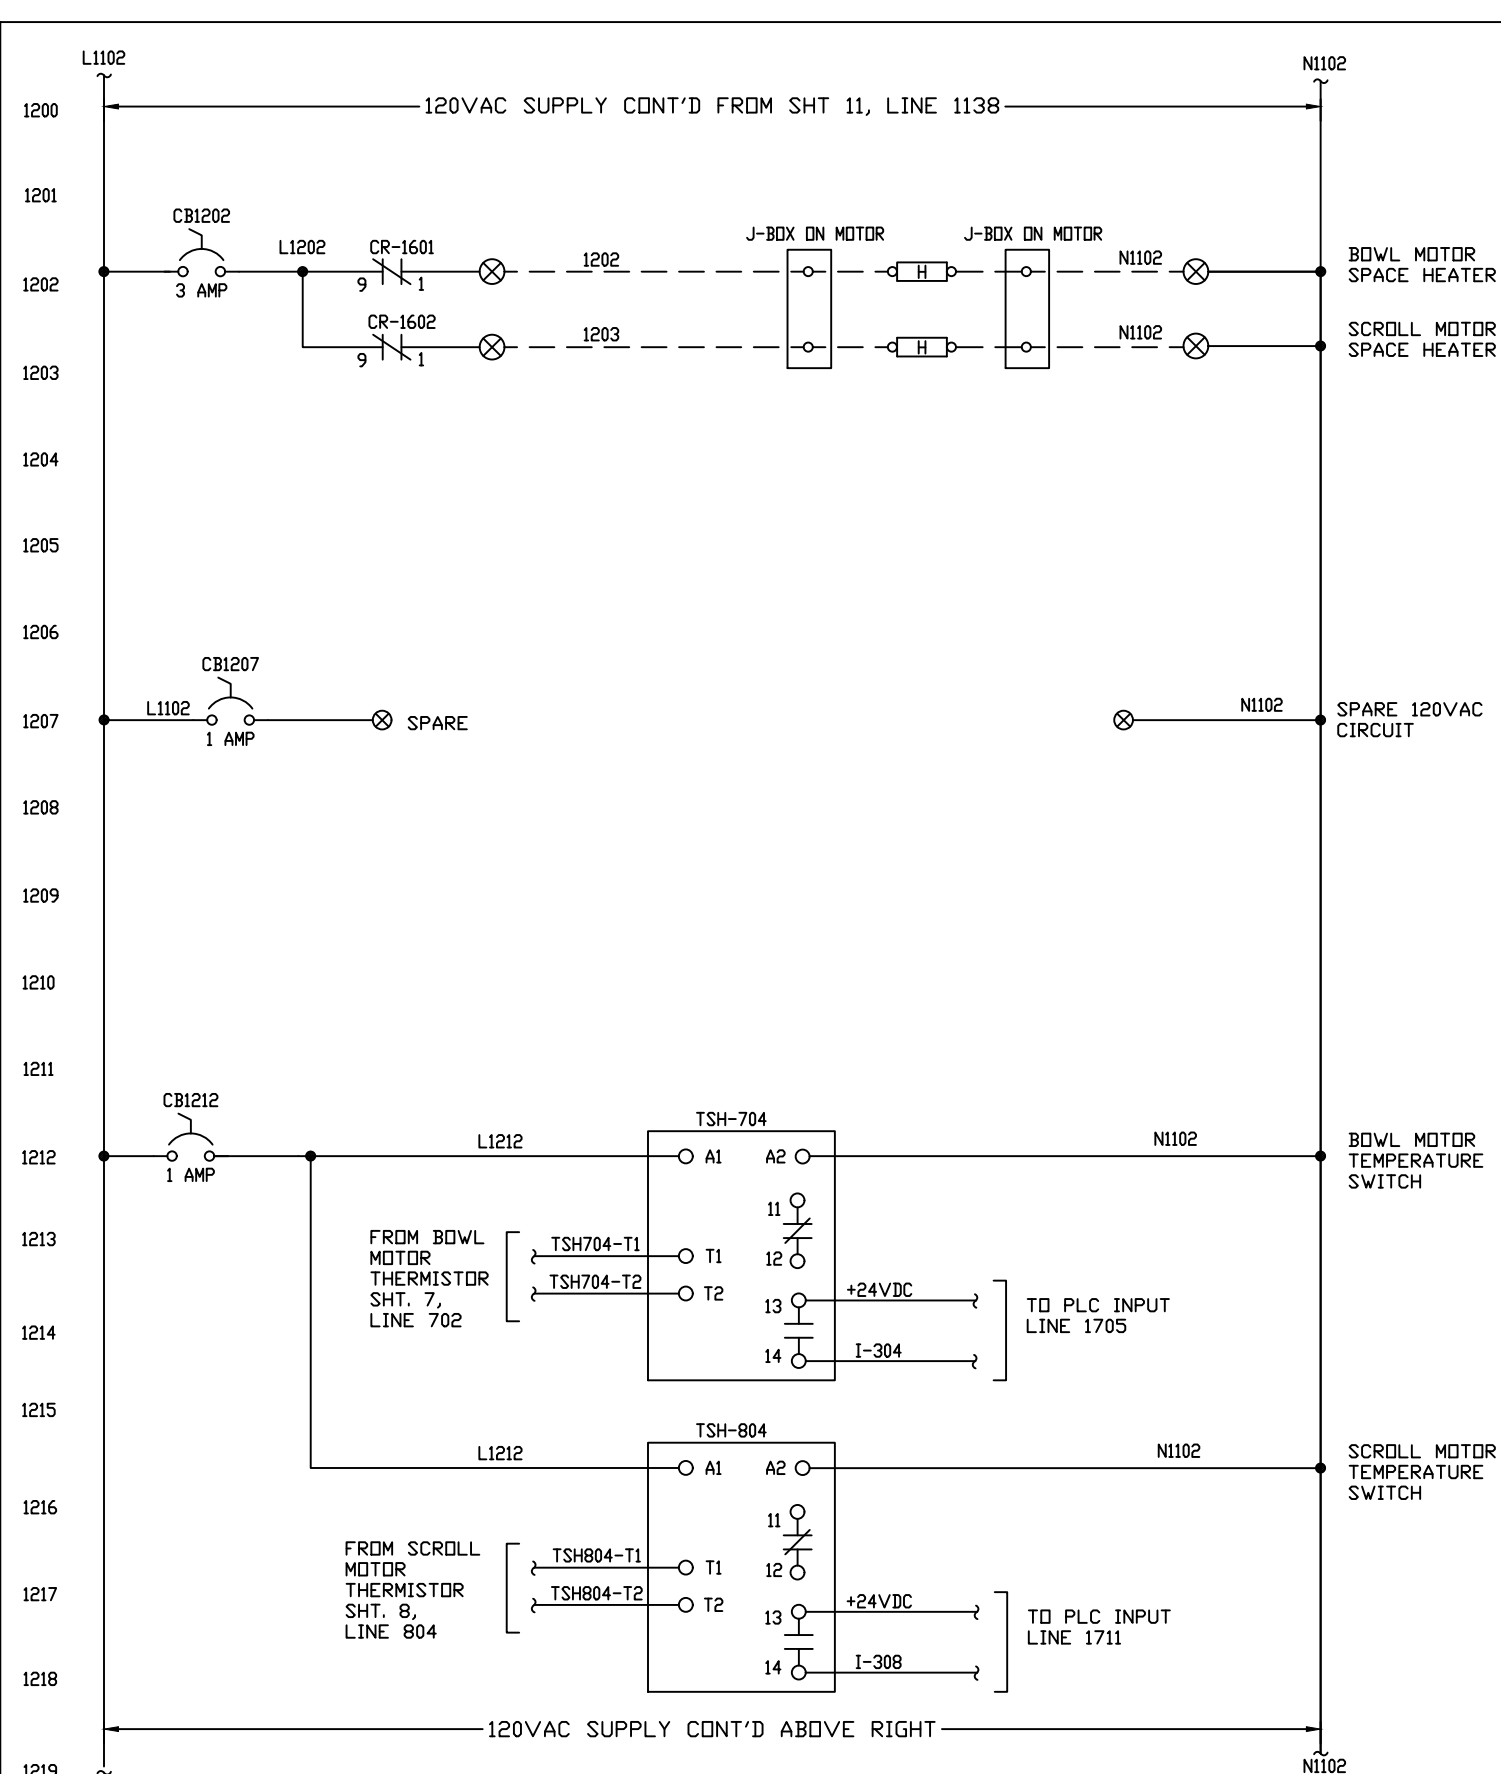 L1102
N1102
1200
120VAC SUPPLY CONT'D FROM SHT 11, LINE 1138
1201
CB1202
L1202
CR-1601
1202
J-BOX ON MOTOR
J-BOX ON MOTOR
N1102
BOWL MOTOR
SPACE HEATER
H
1202
3 AMP
9
1
CR-1602
1203
N1102
SCROLL MOTOR
SPACE HEATER
H
9
1
1203
1204
1205
1206
CB1207
L1102
1207
1 AMP
SPARE
N1102
SPARE 120VAC
CIRCUIT
1208
1209
1210
1211
CB1212
TSH-704
1212
1 AMP
L1212
A1
A2
N1102
BOWL MOTOR
TEMPERATURE
SWITCH
11
12
1213
FROM BOWL
MOTOR
THERMISTOR
SHT. 7,
LINE 702
TSH704-T1
T1
TSH704-T2
T2
13
+24VDC
14
I-304
TO PLC INPUT
LINE 1705
1214
1215
TSH-804
L1212
A1
A2
N1102
SCROLL MOTOR
TEMPERATURE
SWITCH
1216
11
12
FROM SCROLL
MOTOR
THERMISTOR
SHT. 8,
LINE 804
TSH804-T1
T1
TSH804-T2
T2
1217
13
+24VDC
14
I-308
TO PLC INPUT
LINE 1711
1218
120VAC SUPPLY CONT'D ABOVE RIGHT
1219
N1102